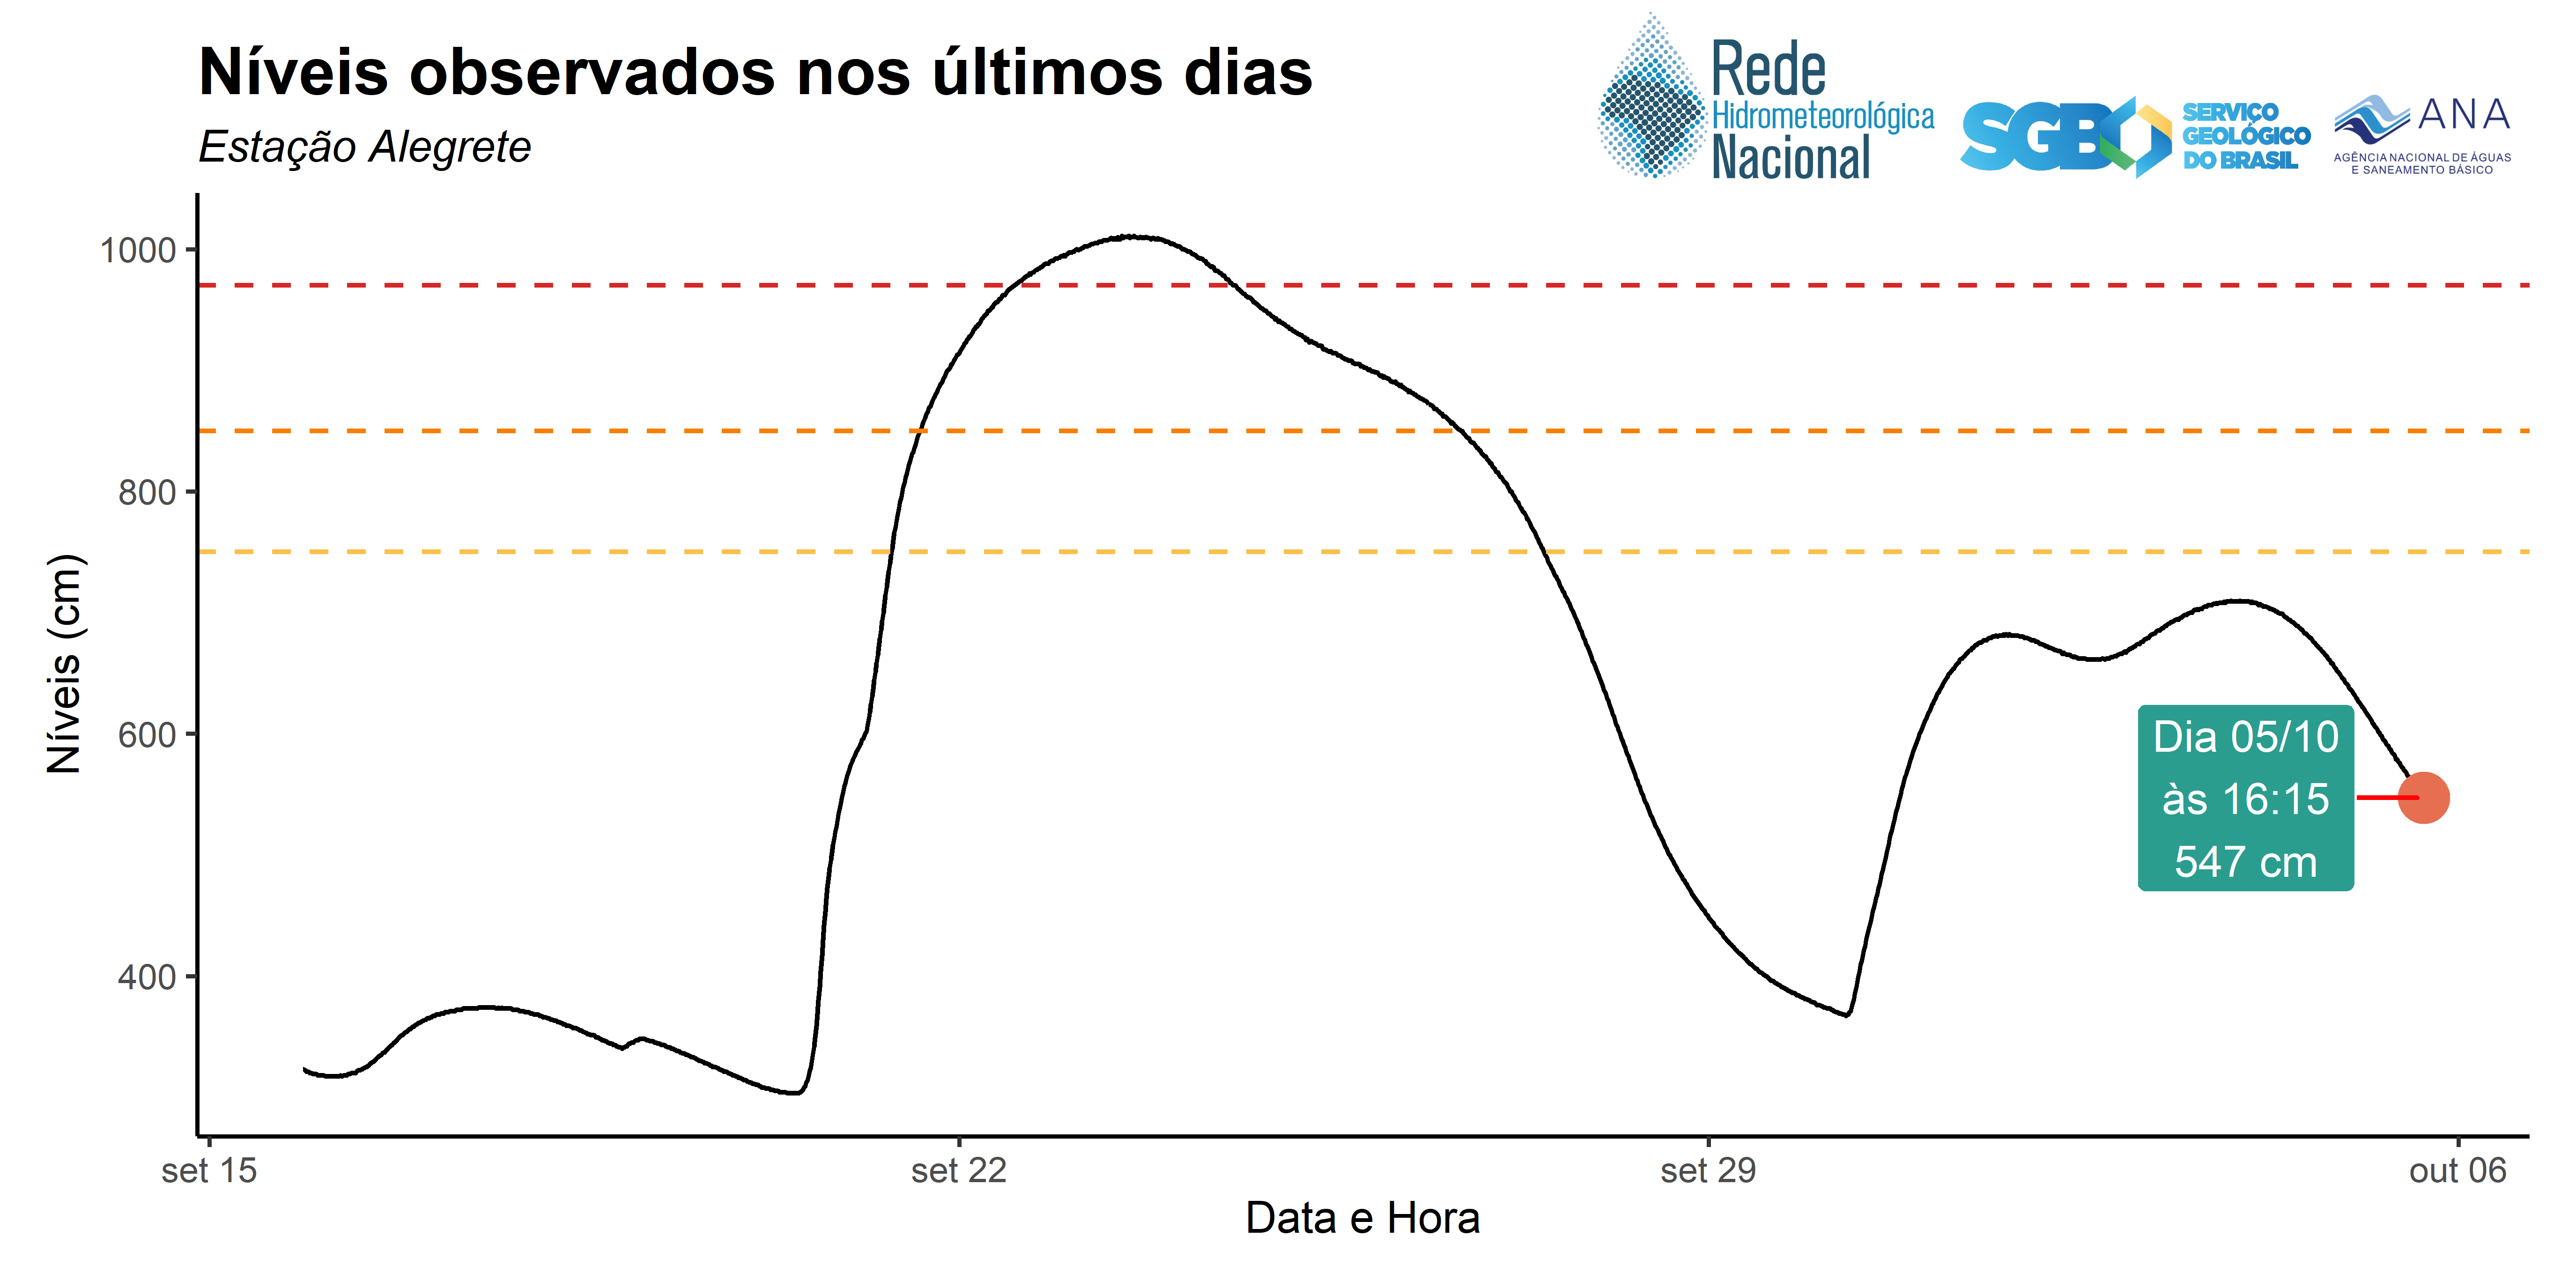 Níveis observados nos últimos dias
Estação Alegrete
Rede
Hidrometeorológica
Nacional
SGB
SERVIÇO
GEOLÓGICO
DO BRASIL
ANA
AGÊNCIA NACIONAL DE ÁGUAS
E SANEAMENTO BÁSICO
Níveis (cm)
1000
800
600
400
Dia 05/10
às 16:15
547 cm
set 15
set 22
set 29
out 06
Data e Hora